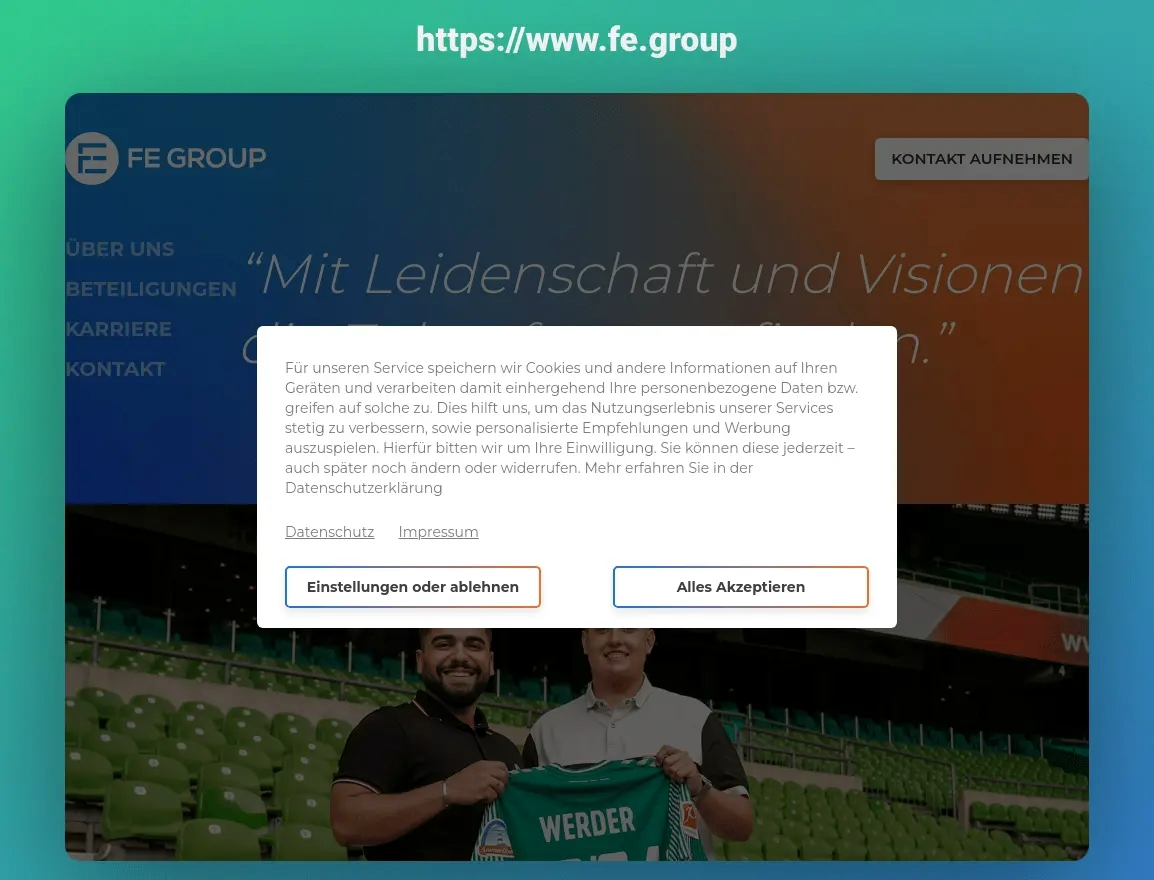 https://www.fe.group
FE GROUP
KONTAKT AUFNEHMEN
ÜBER UNS
BETEILIGUNGEN
KARRIERE
KONTAKT
“Mit Leidenschaft und Visionen
”
Für unseren Service speichern wir Cookies und andere Informationen auf Ihren
Geräten und verarbeiten damit einhergehend Ihre personenbezogene Daten bzw.
greifen auf solche zu. Dies hilft uns, um das Nutzungserlebnis unserer Services
stetig zu verbessern, sowie personalisierte Empfehlungen und Werbung
auszuspielen. Hierfür bitten wir um Ihre Einwilligung. Sie können diese jederzeit –
auch später noch ändern oder widerrufen. Mehr erfahren Sie in der
Datenschutzerklärung
Datenschutz Impressum
Einstellungen oder ablehnen Alles Akzeptieren
WERDER